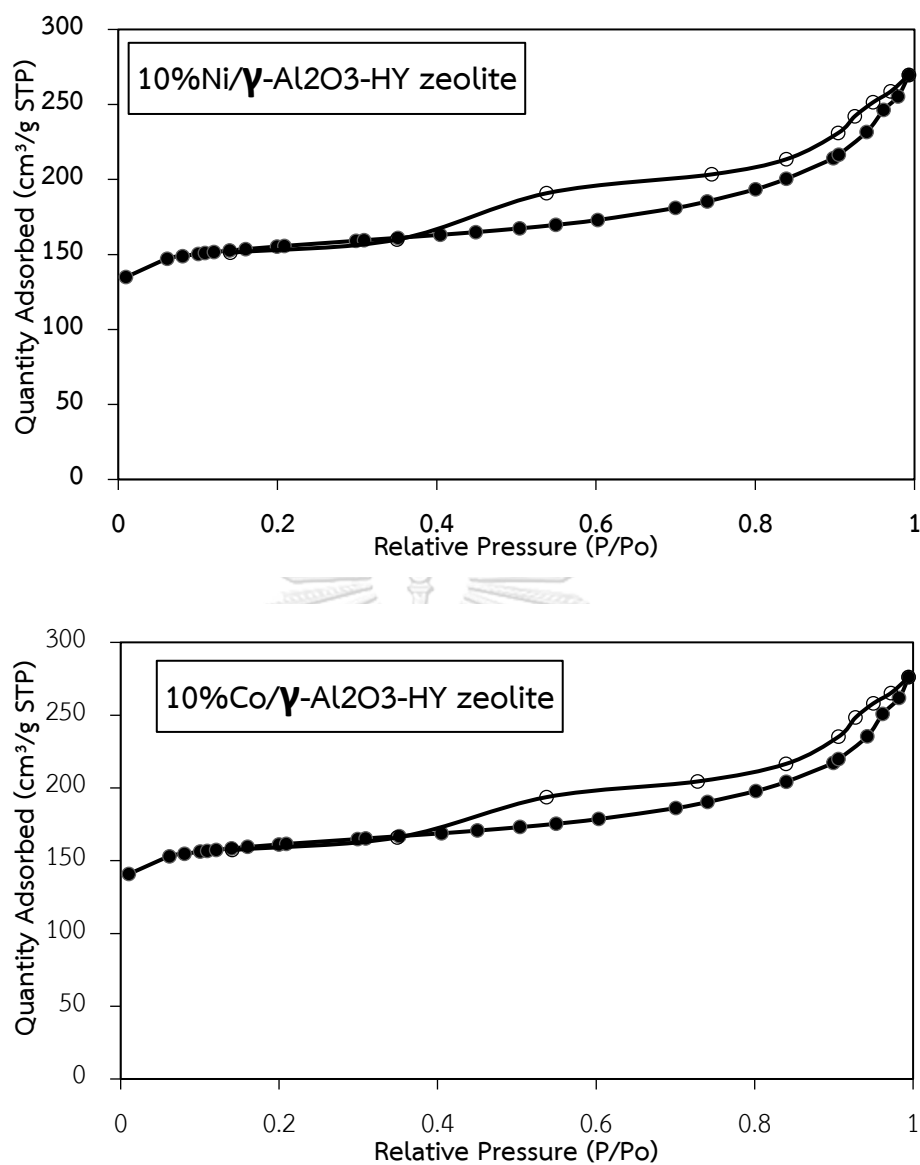 300
250
200
150
100
50
0
Quantity Adsorbed (cm³/g STP)
10%Ni/γ-Al2O3-HY zeolite
0 0.2 0.4 0.6 0.8 1
Relative Pressure (P/Po)
300
250
200
150
100
50
0
Quantity Adsorbed (cm³/g STP)
10%Co/γ-Al2O3-HY zeolite
0 0.2 0.4 0.6 0.8 1
Relative Pressure (P/Po)